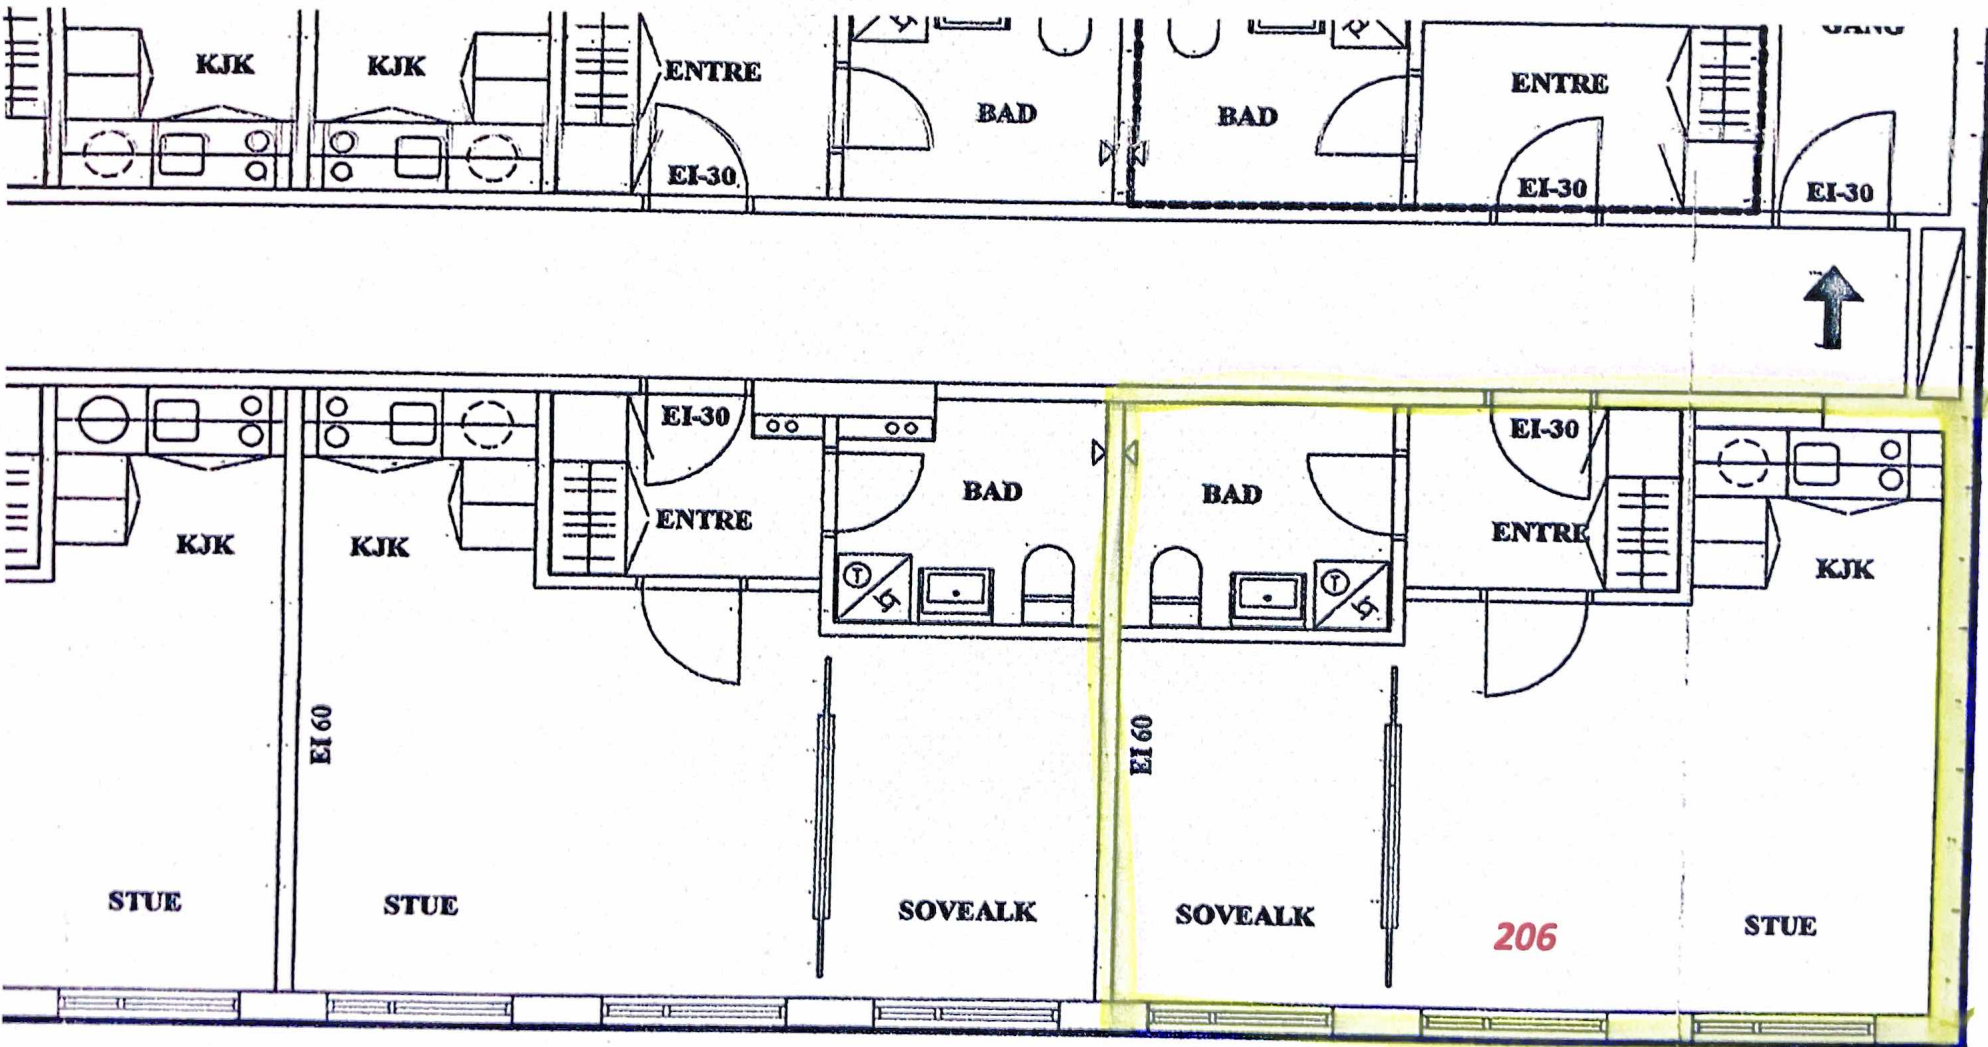 GANG
KJK
KJK
ENTRE
BAD
BAD
ENTRE
EI-30
EI-30
EI-30
EI-30
EI-30
BAD
BAD
ENTRE
ENTRE
KJK
KJK
KJK
T
T
EI 60
EI 60
STUE
STUE
SOVEALK
SOVEALK
206
STUE